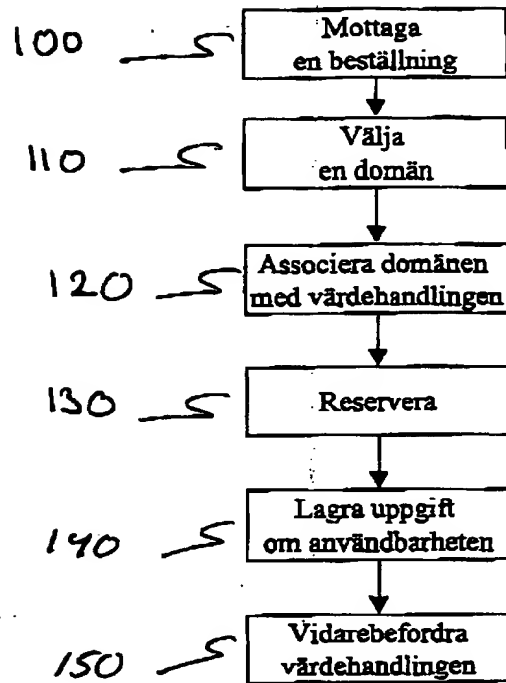 100
Mottaga
en beställning
110
Välja
en domän
120
Associera domänen
med värdehandlingen
130
Reservera
140
Lagra uppgift
om användbarheten
150
Vidarebefordra
värdehandlingen